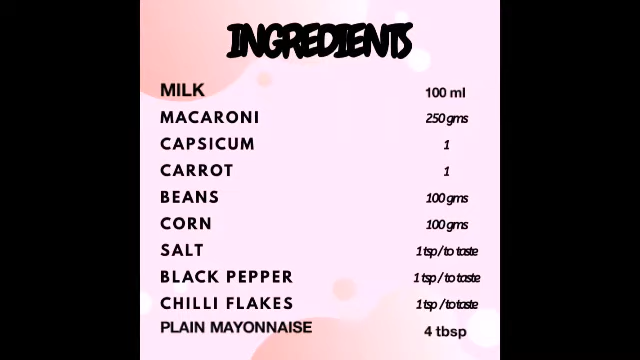 INGREDIENTS
MILK 100 ml
MACARONI 250 gms
CAPSICUM 1
CARROT 1
BEANS 100 gms
CORN 100 gms
SALT 1 tsp / to taste
BLACK PEPPER 1 tsp / to taste
CHILLI FLAKES 1 tsp / to taste
PLAIN MAYONNAISE 4 tbsp